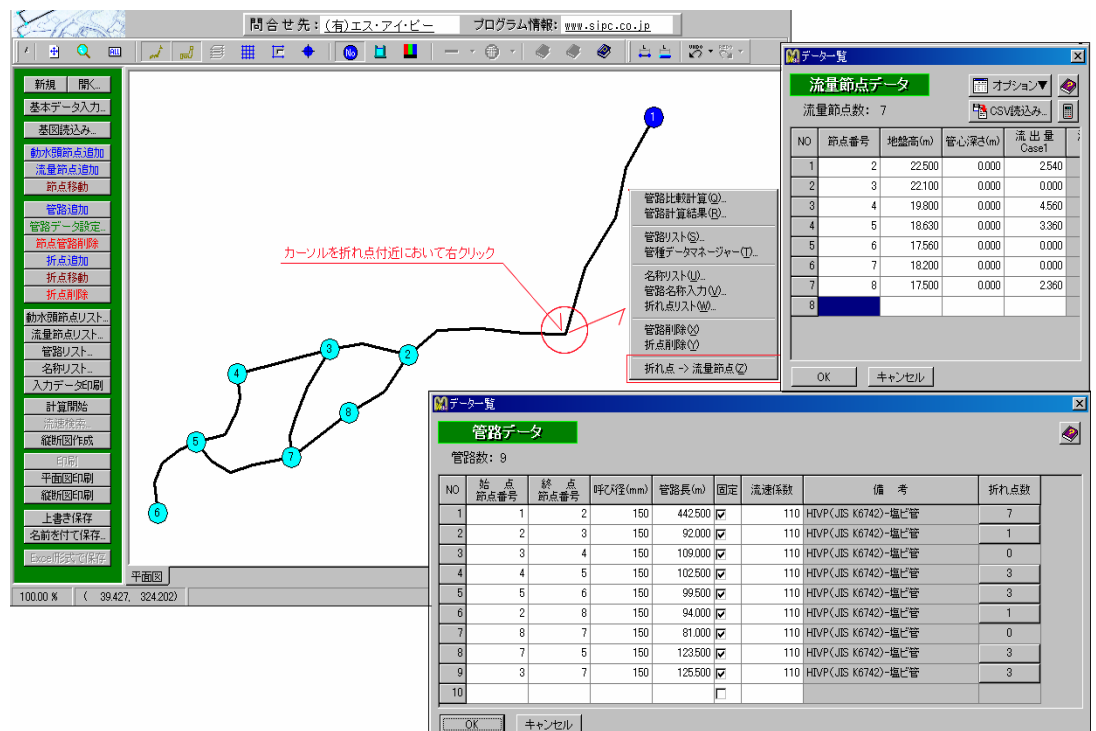 問合せ先: (有)エス・アイ・ピー プログラム情報: www.sipc.co.jp
No
UNDO
REDO
ALL
新規 開く...
基本データ入力...
基図読込み...
動水頭節点追加
流量節点追加
節点移動
管路追加
管路データ設定...
節点管路削除
折点追加
折点移動
折点削除
動水頭節点リスト...
流量節点リスト...
管路リスト...
名称リスト...
入力データ印刷
計算開始
流速検索...
縦断図作成
印刷
平面図印刷
縦断図印刷
上書き保存
名前を付て保存...
Excel形式で保存
カーソルを折れ点付近において右クリック
1
2
3
4
5
6
7
8
平面図
100.00 % ( 39.427, 324.202)
管路比較計算(Q)...
管路計算結果(R)...
管路リスト(S)...
管種データマネージャー(T)...
名称リスト(U)...
管路名称入力(V)...
折れ点リスト(W)...
管路削除(X)
折点削除(Y)
折れ点 -> 流量節点(Z)
データ一覧
流量節点データ
オプション▼
流量節点数: 7
CSV読込み...
NO 節点番号 地盤高(m) 管心深さ(m) 流出量 Case1
1 2 22.500 0.000 2.540
2 3 22.100 0.000 0.000
3 4 19.800 0.000 4.560
4 5 18.630 0.000 3.360
5 6 17.560 0.000 0.000
6 7 18.200 0.000 0.000
7 8 17.500 0.000 2.360
8
OK キャンセル
データ一覧
管路データ
管路数: 9
NO 始点節点番号 終点節点番号 呼び径(mm) 管路長(m) 固定 流速係数 備考 折れ点数
1 1 2 150 442.500 110 HIVP(JIS K6742)-塩ビ管 7
2 2 3 150 92.000 110 HIVP(JIS K6742)-塩ビ管 1
3 3 4 150 109.000 110 HIVP(JIS K6742)-塩ビ管 0
4 4 5 150 102.500 110 HIVP(JIS K6742)-塩ビ管 3
5 5 6 150 99.500 110 HIVP(JIS K6742)-塩ビ管 3
6 2 8 150 94.000 110 HIVP(JIS K6742)-塩ビ管 1
7 8 7 150 81.000 110 HIVP(JIS K6742)-塩ビ管 0
8 7 5 150 123.500 110 HIVP(JIS K6742)-塩ビ管 3
9 3 7 150 125.500 110 HIVP(JIS K6742)-塩ビ管 3
10
OK キャンセル